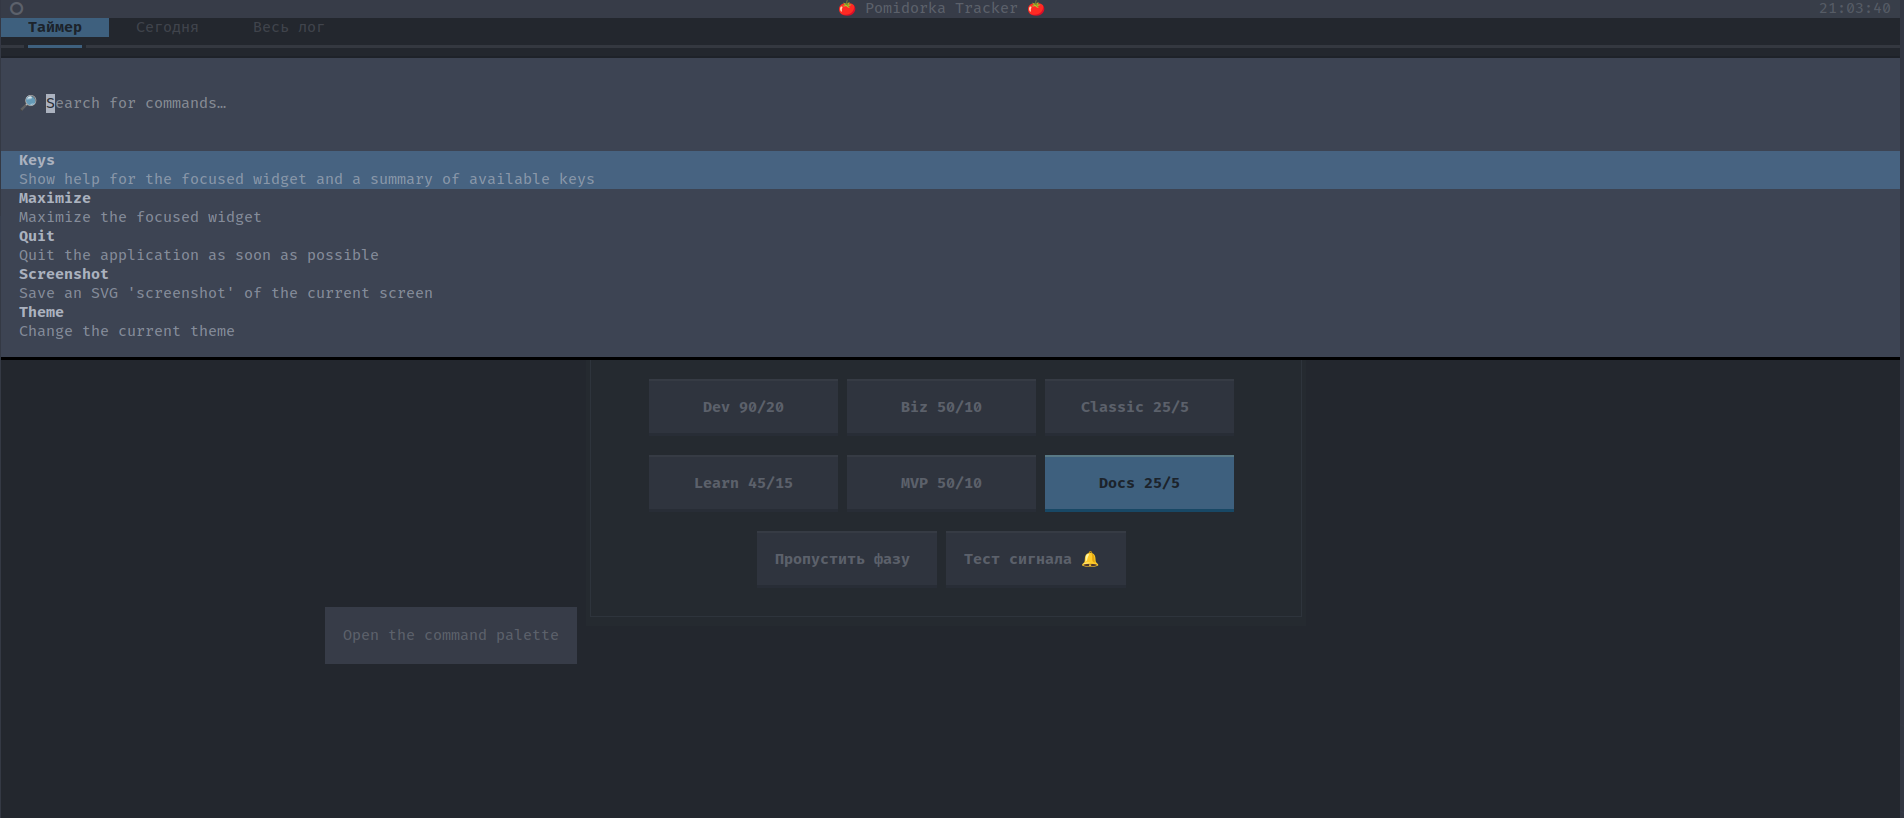 🍅 Pomidorka Tracker 🍅 21:03:40
Таймер Сегодня Весь лог
🔎 Search for commands…
Keys
Show help for the focused widget and a summary of available keys
Maximize
Maximize the focused widget
Quit
Quit the application as soon as possible
Screenshot
Save an SVG 'screenshot' of the current screen
Theme
Change the current theme
Dev 90/20 Biz 50/10 Classic 25/5
Learn 45/15 MVP 50/10 Docs 25/5
Пропустить фазу Тест сигнала 🔔
Open the command palette